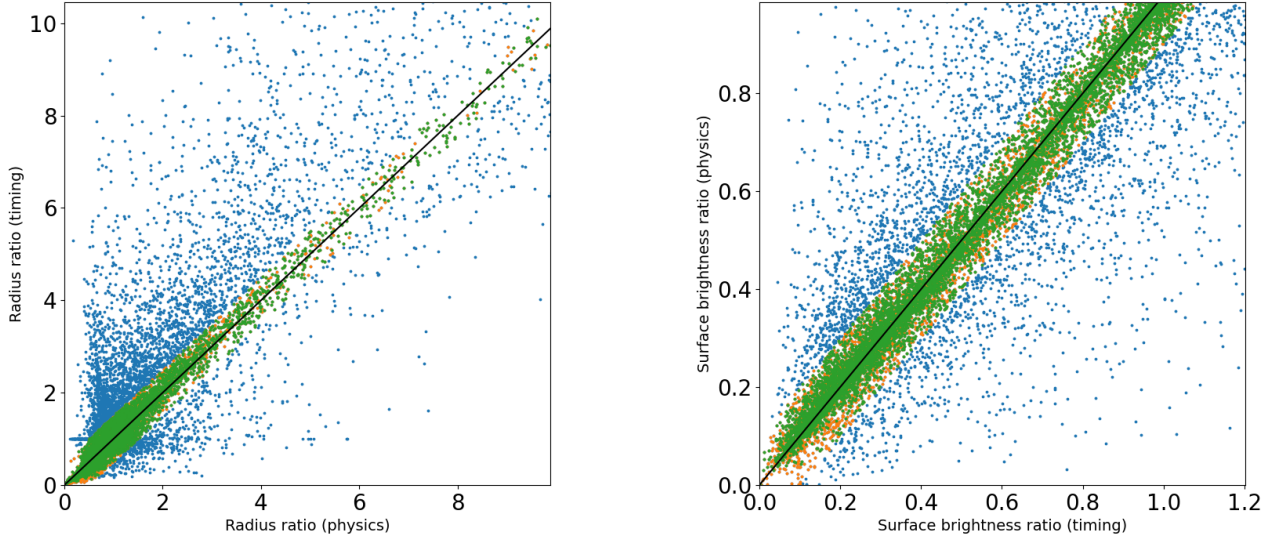 10
8
6
4
2
0
0 2 4 6 8
Radius ratio (timing)
Radius ratio (physics)
0.8
0.6
0.4
0.2
0.0
0.0 0.2 0.4 0.6 0.8 1.0 1.2
Surface brightness ratio (physics)
Surface brightness ratio (timing)